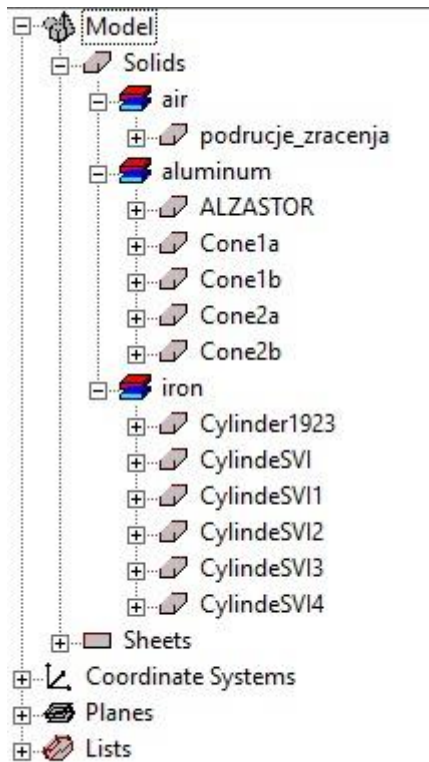 Model
Solids
air
podrucje_zracenja
aluminum
ALZASTOR
Cone1a
Cone1b
Cone2a
Cone2b
iron
Cylinder1923
CylindeSVI
CylindeSVI1
CylindeSVI2
CylindeSVI3
CylindeSVI4
Sheets
Coordinate Systems
Planes
Lists